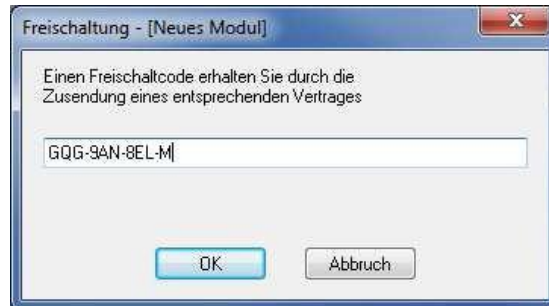 Freischaltung - [Neues Modul]
Einen Freischaltcode erhalten Sie durch die
Zusendung eines entsprechenden Vertrages
GQG-9AN-8EL-M
OK
Abbruch